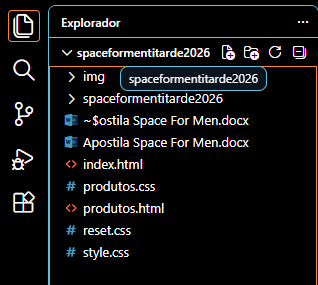 Explorador
spaceformentitarde2026
img
spaceformentitarde2026
spaceformentitarde2026
~$ostila Space For Men.docx
Apostila Space For Men.docx
index.html
produtos.css
produtos.html
reset.css
style.css